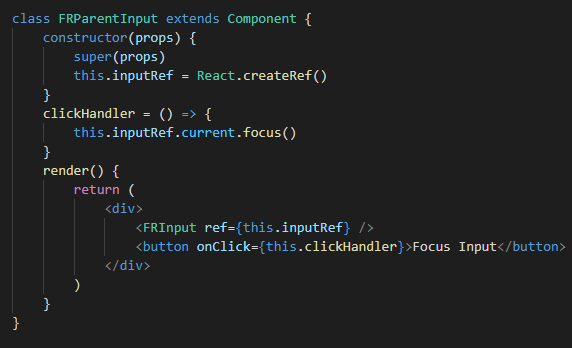 class FRParentInput extends Component {
    constructor(props) {
        super(props)
        this.inputRef = React.createRef()
    }
    clickHandler = () => {
        this.inputRef.current.focus()
    }
    render() {
        return (
            <div>
                <FRInput ref={this.inputRef} />
                <button onClick={this.clickHandler}>Focus Input</button>
            </div>
        )
    }
}